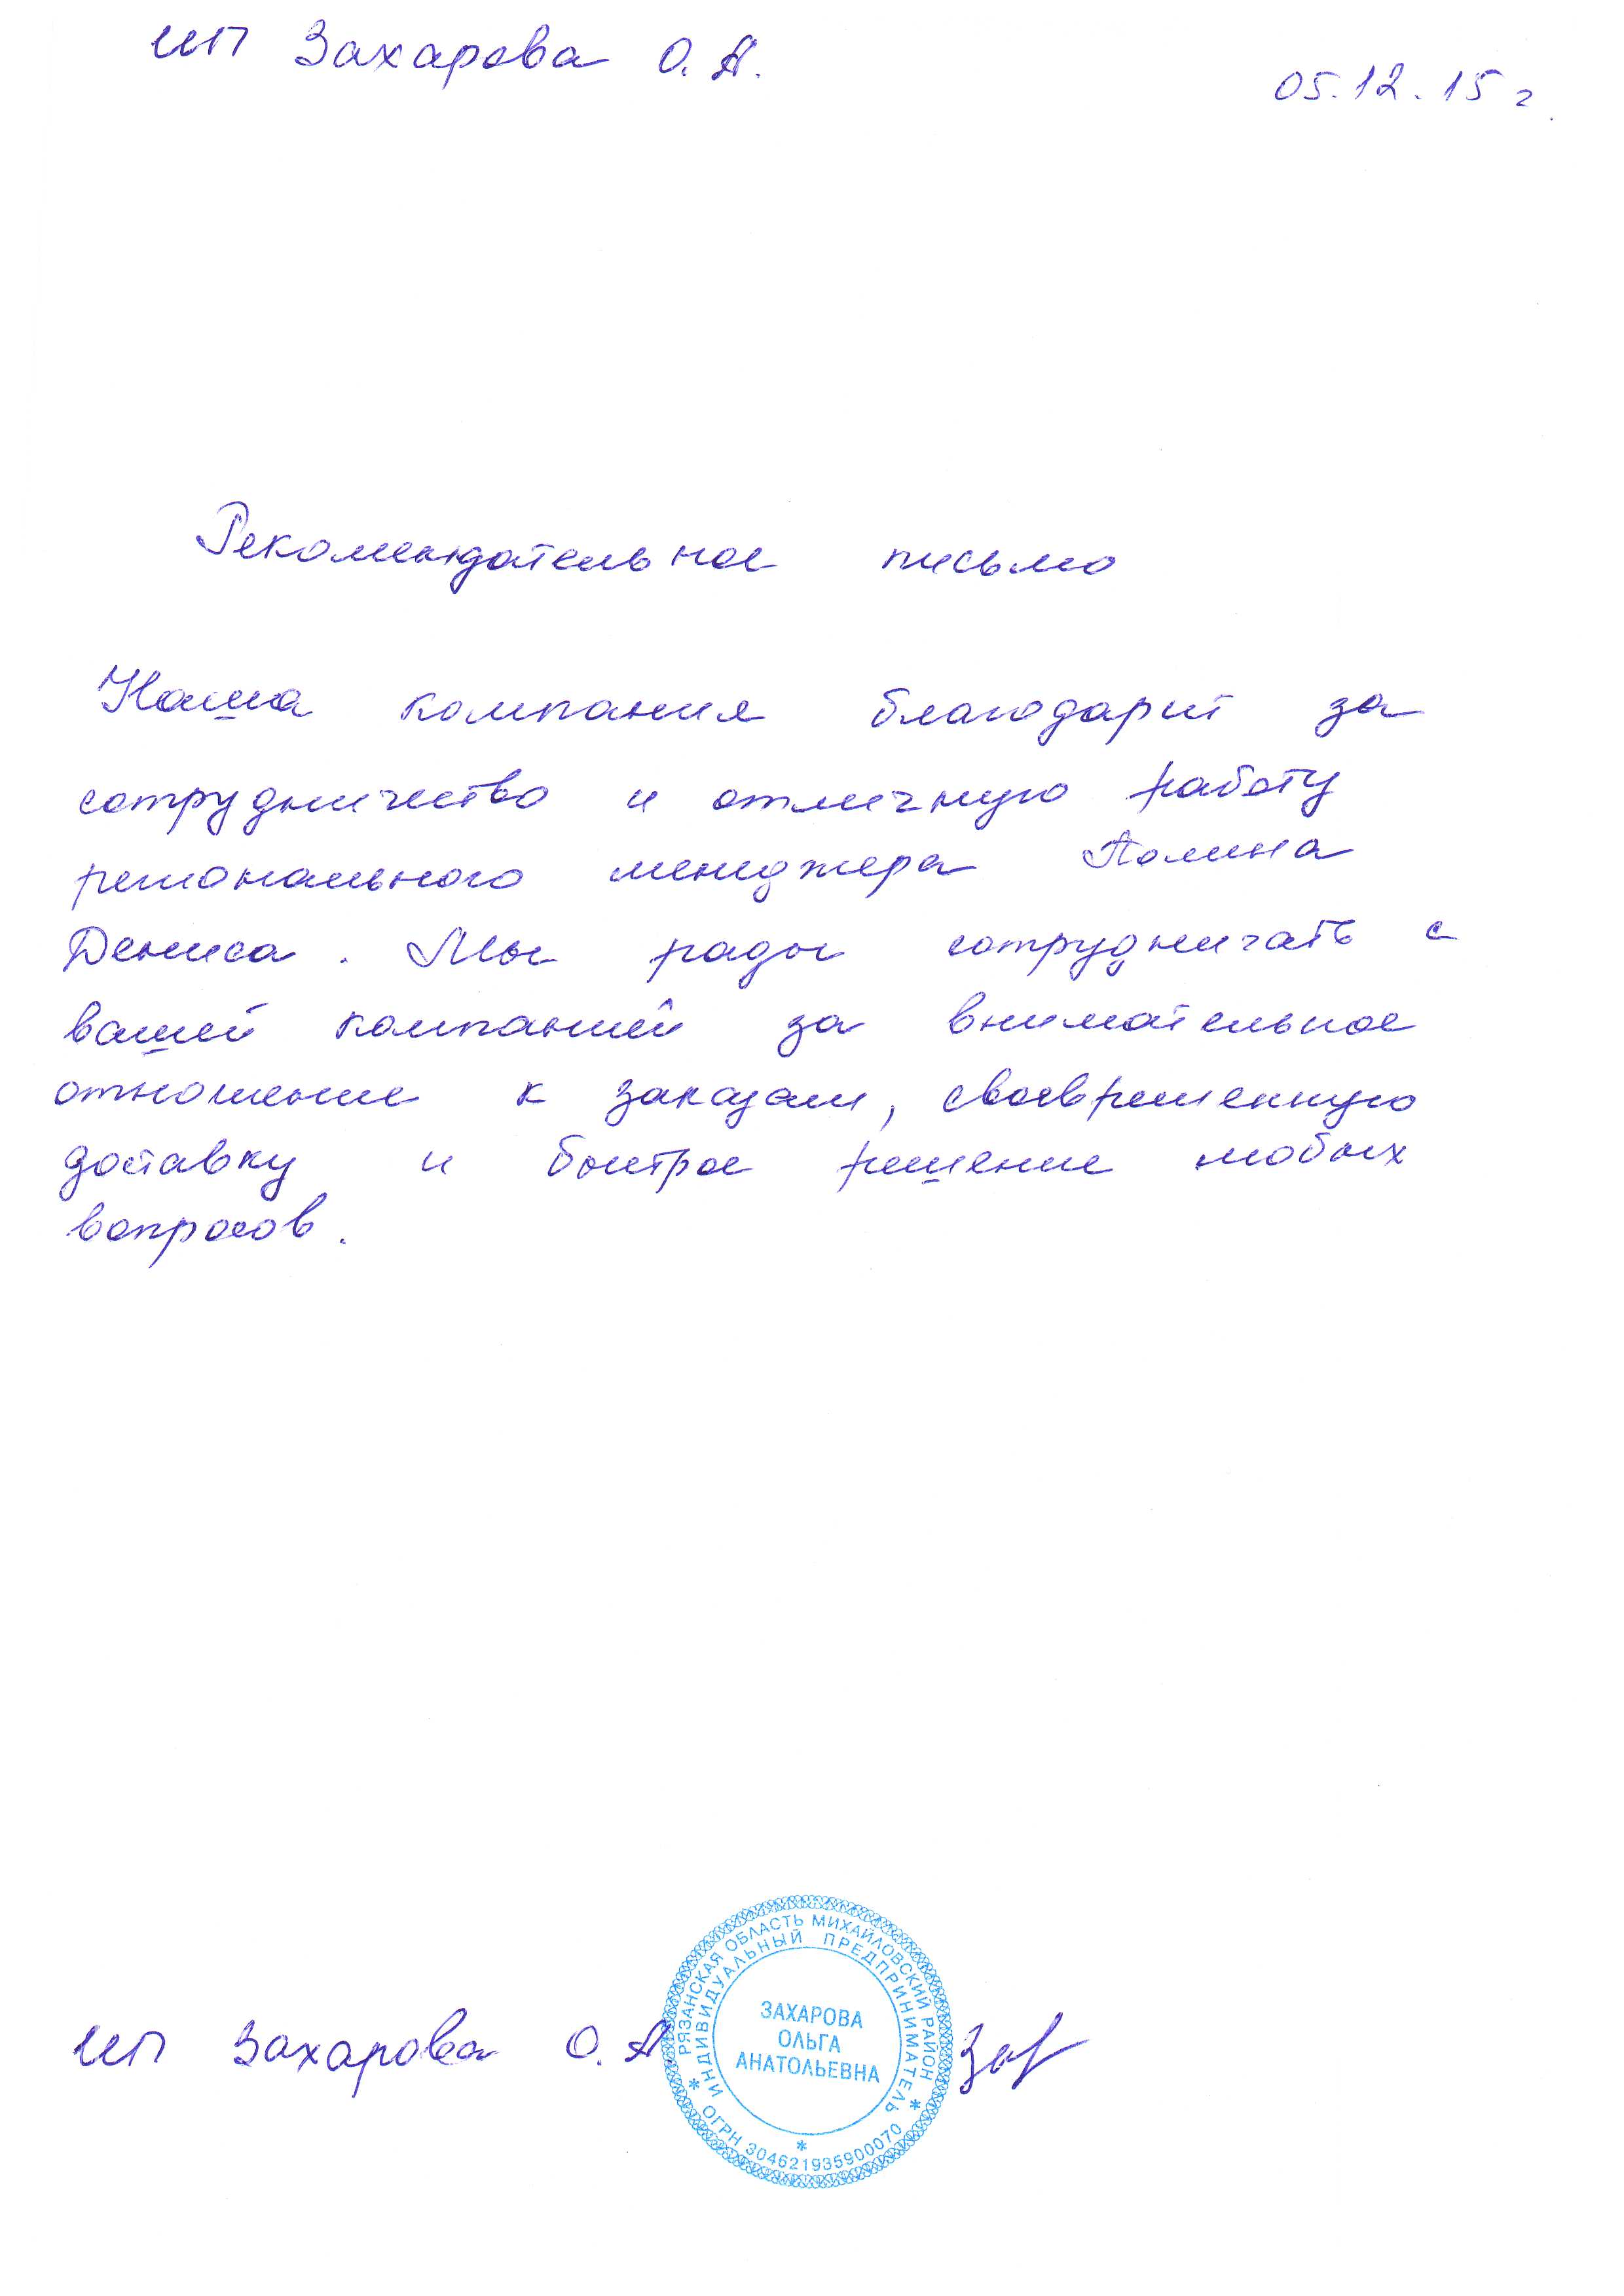 ИП Захарова О.А.
05.12.15 г.
Рекомендательное письмо
Наша компания благодарит за
сотрудничество и отличную работу
регионального менеджера Полина
Дениса. Мы рады сотрудничать с
вашей компанией за внимательное
отношение к заказам, своевременную
доставку и быстрое решение любых
вопросов.
ИП Захарова О.А.
РЯЗАНСКАЯ ОБЛАСТЬ МИХАЙЛОВСКИЙ РАЙОН
ИНДИВИДУАЛЬНЫЙ ПРЕДПРИНИМАТЕЛЬ
ЗАХАРОВА
ОЛЬГА
АНАТОЛЬЕВНА
* ОГРН 304621935900070 *